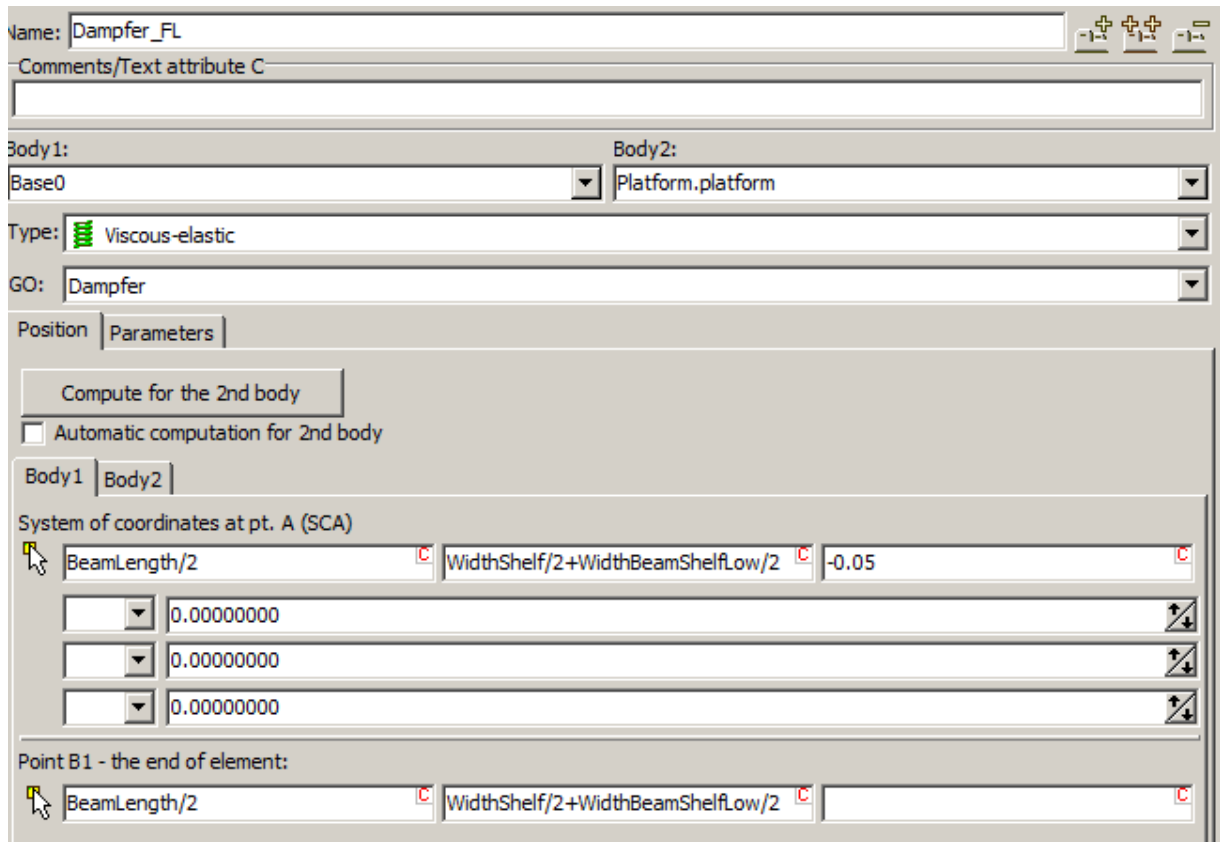 Name: Dampfer_FL
Comments/Text attribute C
Body1: Body2:
Base0 Platform.platform
Type: Viscous-elastic
GO: Dampfer
Position Parameters
Compute for the 2nd body
Automatic computation for 2nd body
Body1 Body2
System of coordinates at pt. A (SCA)
BeamLength/2 C WidthShelf/2+WidthBeamShelfLow/2 C -0.05 C
0.00000000
0.00000000
0.00000000
Point B1 - the end of element:
BeamLength/2 C WidthShelf/2+WidthBeamShelfLow/2 C C